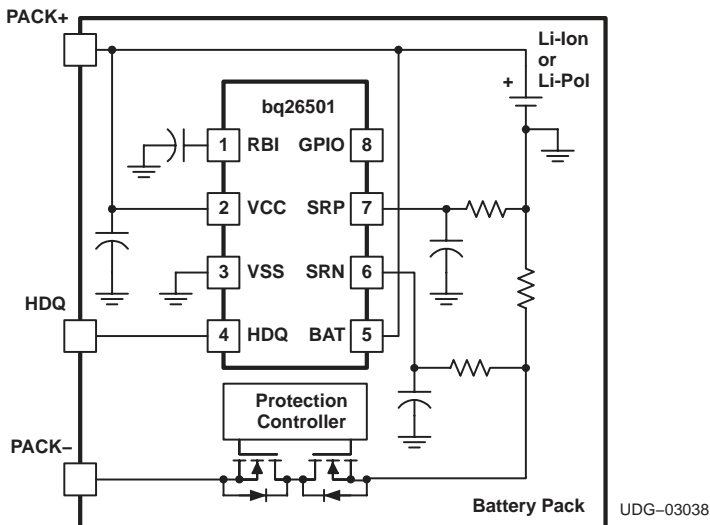 PACK+
Li-Ion
or
Li-Pol
+
bq26501
1 RBI GPIO 8
2 VCC SRP 7
3 VSS SRN 6
HDQ
4 HDQ BAT 5
Protection
Controller
PACK–
Battery Pack
UDG–03038